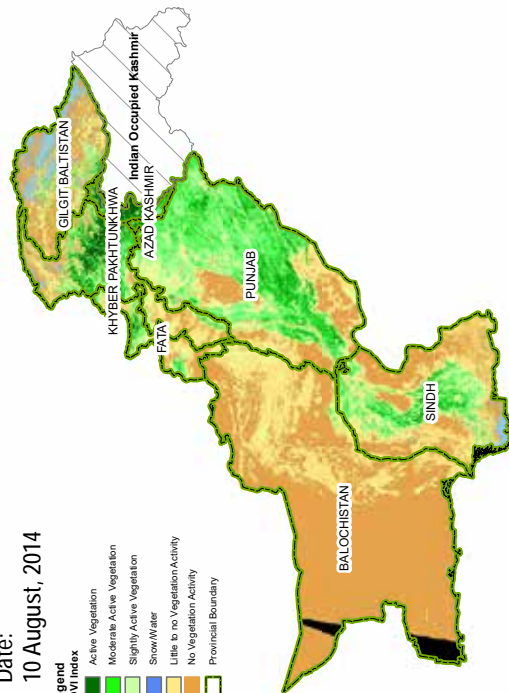 Date:
10 August, 2014
gend
OVI Index
Active Vegetation
Moderate Active Vegetation
Slightly Active Vegetation
Snow/Water
Little to no Vegetation Activity
No Vegetation Activity
Provincial Boundary
GILGIT BALTISTAN
KHYBER PAKHTUNKHWA
Indian Occupied Kashmir
AZAD KASHMIR
FATA
PUNJAB
BALOCHISTAN
SINDH